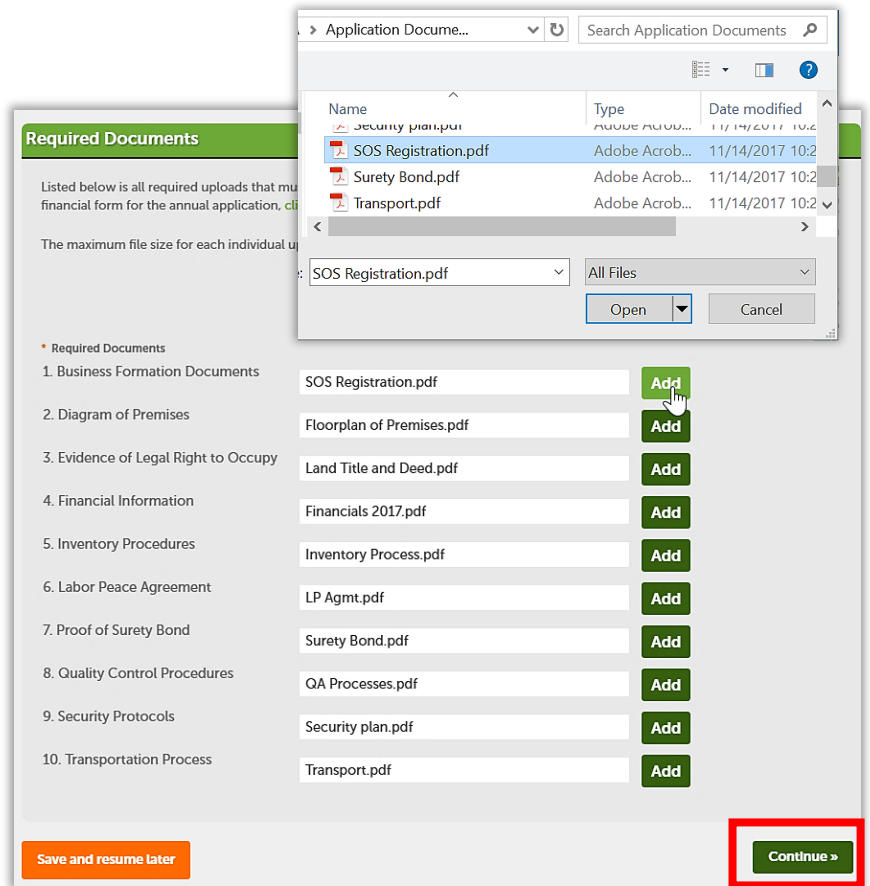 Application Docume...
Search Application Documents
Name Type Date modified
Security plan.pdf Adobe Acrob... 11/14/2017 10:2
SOS Registration.pdf Adobe Acrob... 11/14/2017 10:2
Surety Bond.pdf Adobe Acrob... 11/14/2017 10:2
Transport.pdf Adobe Acrob... 11/14/2017 10:2
SOS Registration.pdf All Files
Open Cancel
Required Documents
Listed below is all required uploads that mu
financial form for the annual application, cli
The maximum file size for each individual u
* Required Documents
1. Business Formation Documents SOS Registration.pdf Add
2. Diagram of Premises Floorplan of Premises.pdf Add
3. Evidence of Legal Right to Occupy Land Title and Deed.pdf Add
4. Financial Information Financials 2017.pdf Add
5. Inventory Procedures Inventory Process.pdf Add
6. Labor Peace Agreement LP Agmt.pdf Add
7. Proof of Surety Bond Surety Bond.pdf Add
8. Quality Control Procedures QA Processes.pdf Add
9. Security Protocols Security plan.pdf Add
10. Transportation Process Transport.pdf Add
Save and resume later Continue »